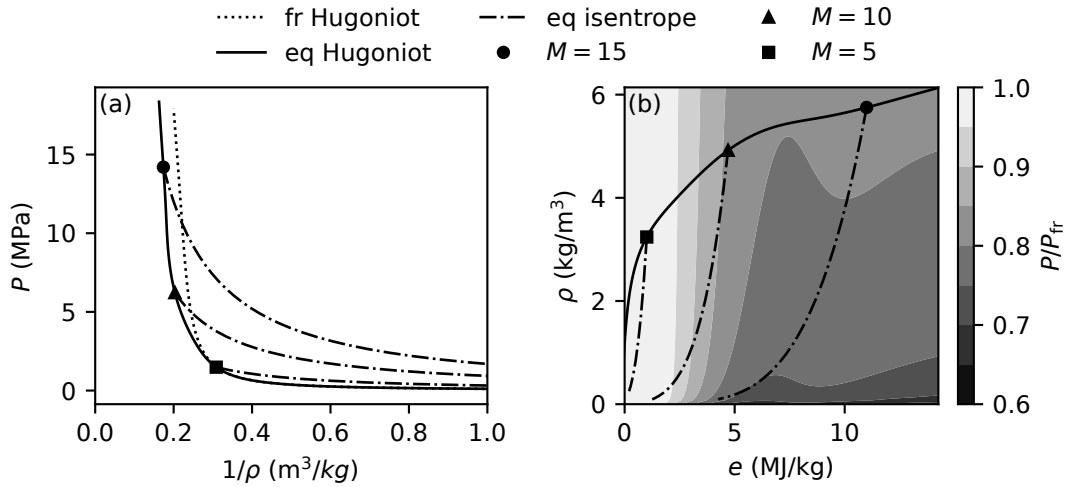 fr Hugoniot eq isentrope M = 10
eq Hugoniot M = 15 M = 5
(a)
15
10
5
0
P (MPa)
0.0 0.2 0.4 0.6 0.8 1.0
1/ρ (m³/kg)
(b)
6
4
2
0
ρ (kg/m³)
0 5 10
e (MJ/kg)
1.0
0.9
0.8
0.7
0.6
P/P_fr